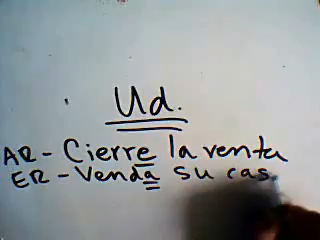 Ud.
AR - Cierre la venta
ER - Venda su cas